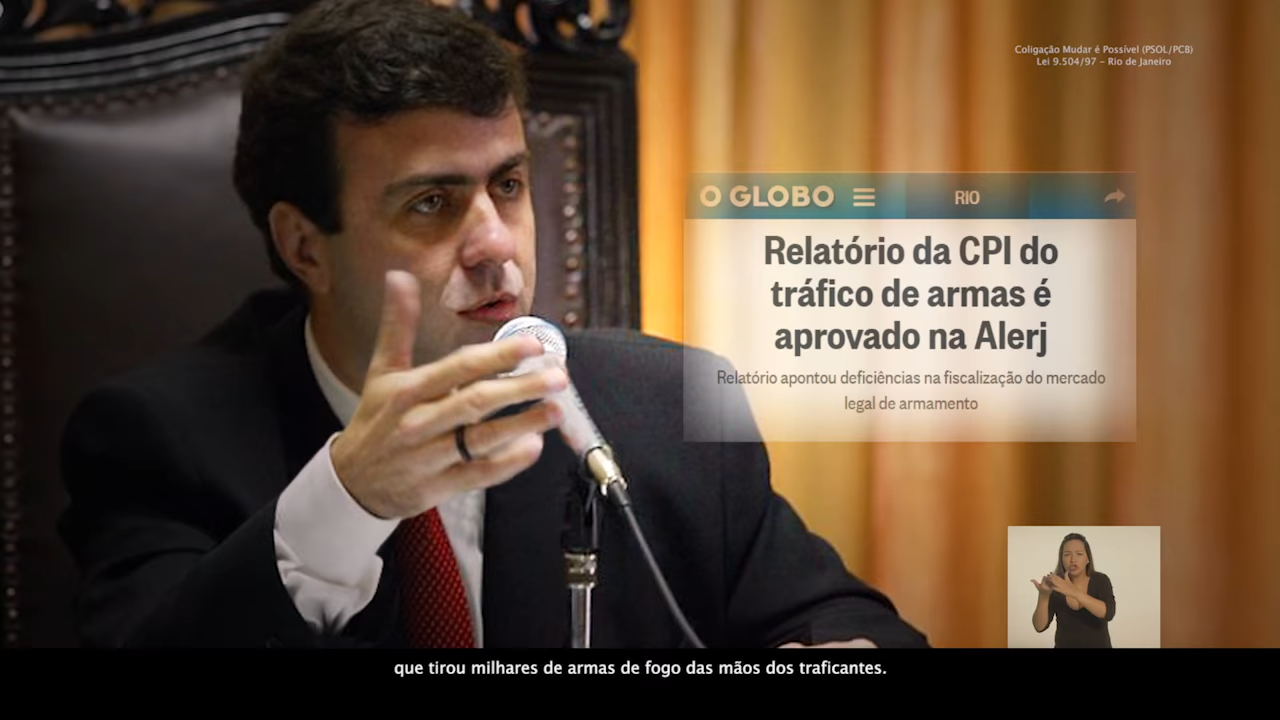 Coligação Mudar é Possível (PSOL/PCB)
Lei 9.504/97 – Rio de Janeiro
O GLOBO
RIO
Relatório da CPI do
tráfico de armas é
aprovado na Alerj
Relatório apontou deficiências na fiscalização do mercado
legal de armamento
que tirou milhares de armas de fogo das mãos dos traficantes.